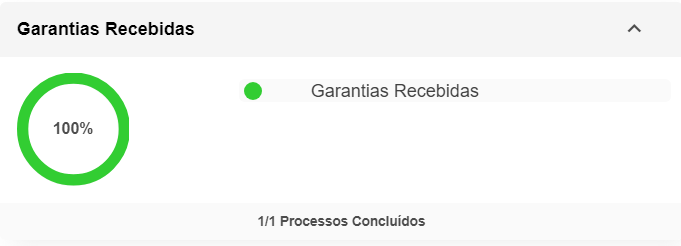 Garantias Recebidas
100%
Garantias Recebidas
1/1 Processos Concluídos